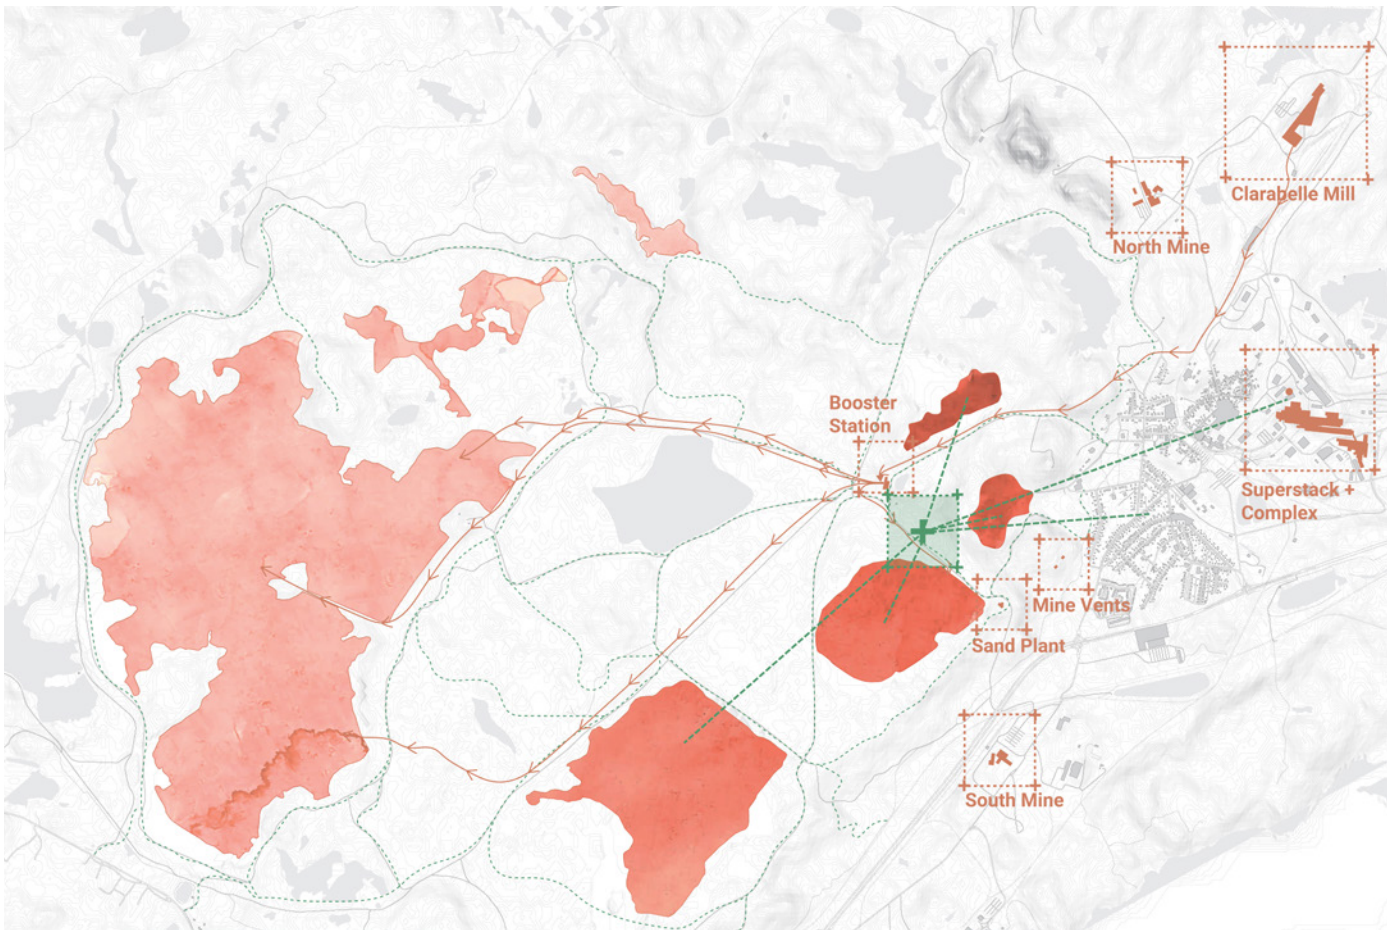 Clarabelle Mill
North Mine
Booster
Station
Superstack +
Complex
Mine Vents
Sand Plant
South Mine